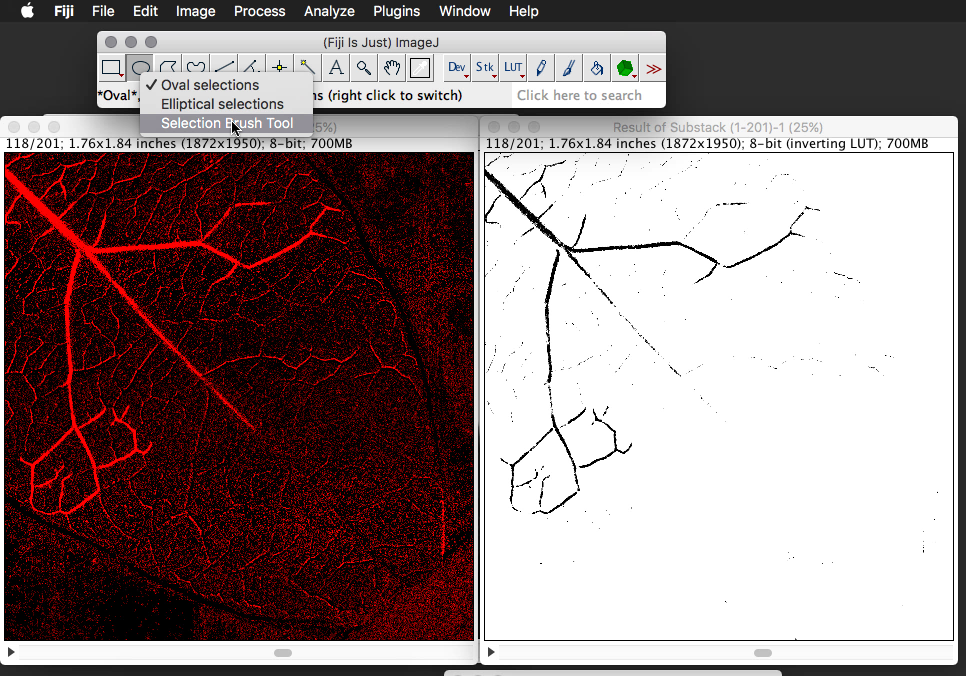 Fiji File Edit Image Process Analyze Plugins Window Help
(Fiji Is Just) ImageJ
A Dev Stk LUT
Oval selections
*Oval*, ns (right click to switch) Click here to search
Elliptical selections
Selection Brush Tool
5%)
Result of Substack (1-201)-1 (25%)
118/201; 1.76x1.84 inches (1872x1950); 8-bit; 700MB
118/201; 1.76x1.84 inches (1872x1950); 8-bit (inverting LUT); 700MB